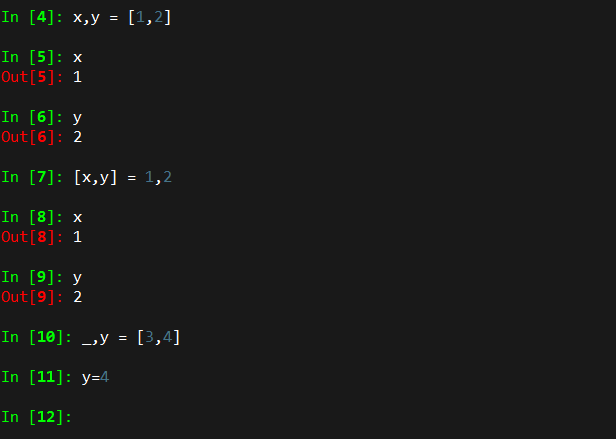 In [4]: x,y = [1,2]
In [5]: x
Out[5]: 1
In [6]: y
Out[6]: 2
In [7]: [x,y] = 1,2
In [8]: x
Out[8]: 1
In [9]: y
Out[9]: 2
In [10]: _,y = [3,4]
In [11]: y=4
In [12]: